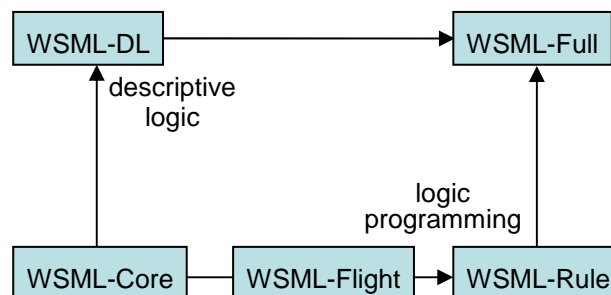 WSML-DL
WSML-Full
descriptive
logic
logic
programming
WSML-Core
WSML-Flight
WSML-Rule